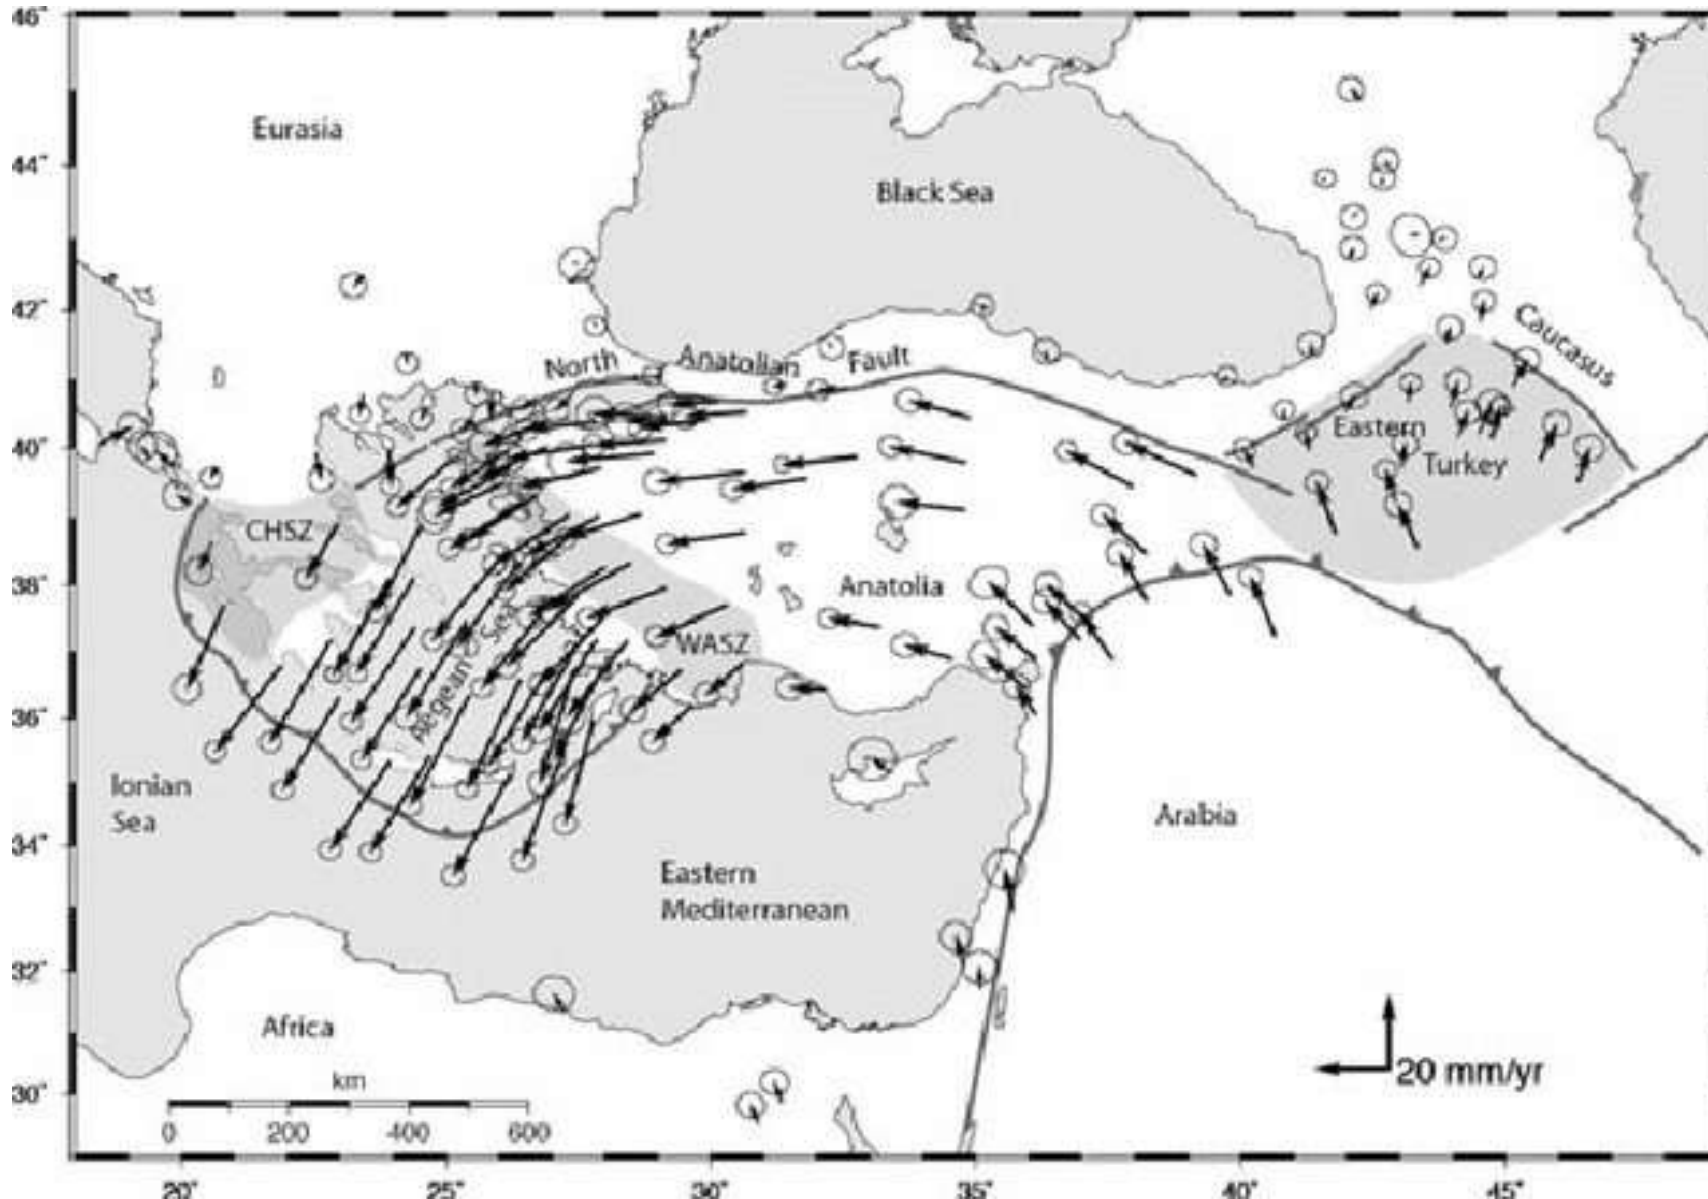 46°
44°
42°
40°
38°
36°
34°
32°
30°
Eurasia
Black Sea
Caucasus
North Anatolian Fault
Eastern
Turkey
CHSZ
Anatolia
WASZ
Aegean Sea
Ionian
Sea
Arabia
Eastern
Mediterranean
Africa
km
0 200 400 600
20 mm/yr
20° 25° 30° 35° 40° 45°